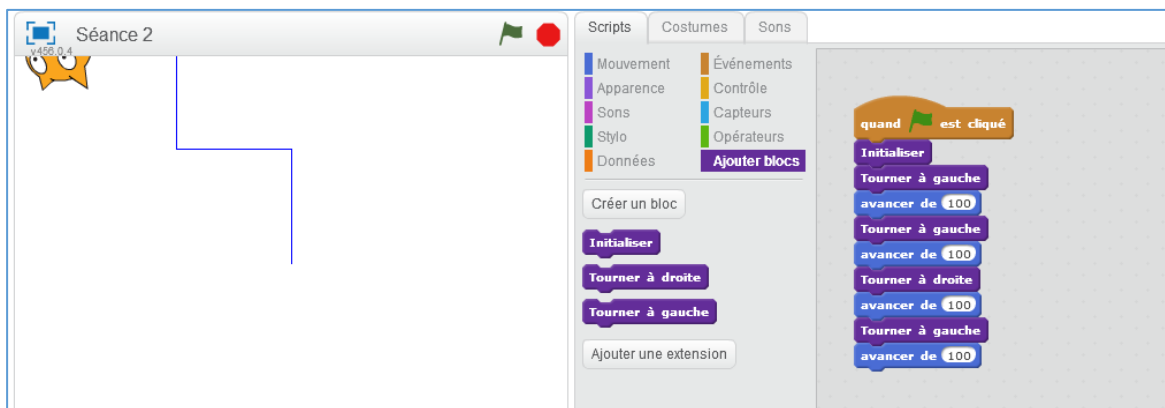 Séance 2
v456.0.4
Scripts
Costumes
Sons
Mouvement
Événements
Apparence
Contrôle
Sons
Capteurs
Stylo
Opérateurs
Données
Ajouter blocs
Créer un bloc
Initialiser
Tourner à droite
Tourner à gauche
Ajouter une extension
quand est cliqué
Initialiser
Tourner à gauche
avancer de 100
Tourner à gauche
avancer de 100
Tourner à droite
avancer de 100
Tourner à gauche
avancer de 100